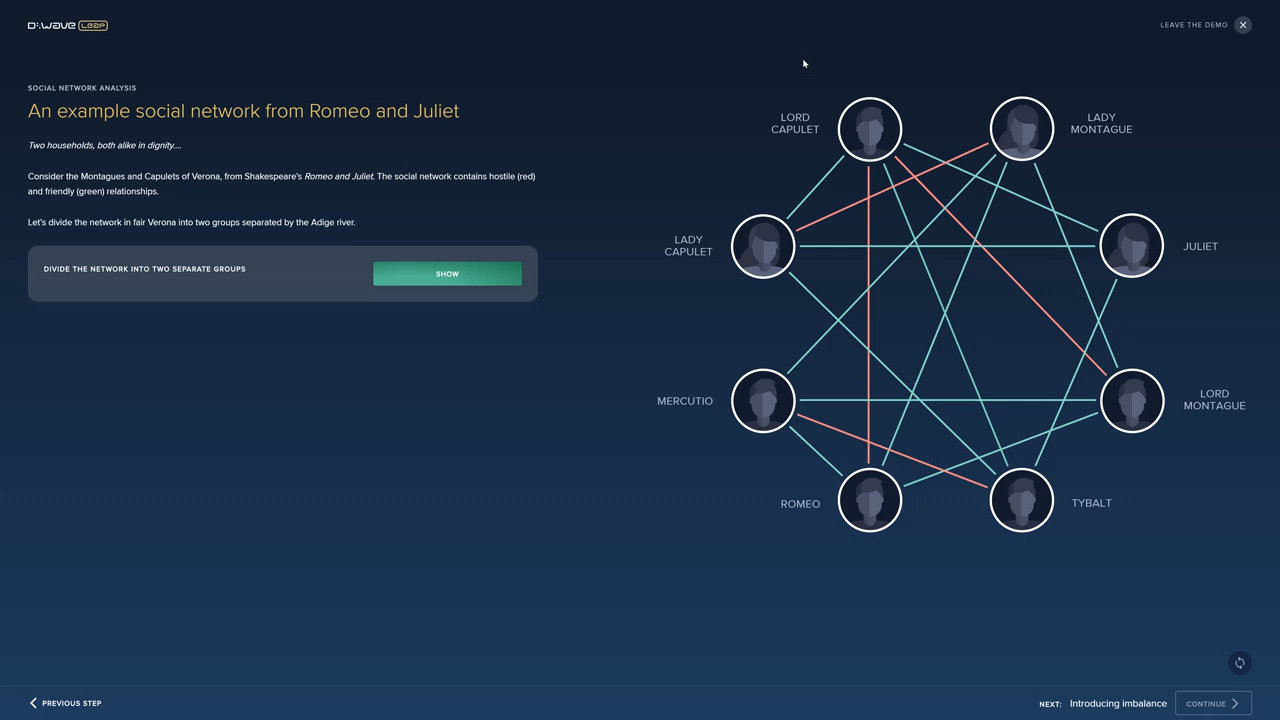 D:WAVE Leap
LEAVE THE DEMO
SOCIAL NETWORK ANALYSIS
An example social network from Romeo and Juliet
Two households, both alike in dignity....
Consider the Montagues and Capulets of Verona, from Shakespeare's Romeo and Juliet. The social network contains hostile (red)
and friendly (green) relationships.
Let's divide the network in fair Verona into two groups separated by the Adige river.
DIVIDE THE NETWORK INTO TWO SEPARATE GROUPS
SHOW
LORD
CAPULET
LADY
MONTAGUE
LADY
CAPULET
JULIET
MERCUTIO
LORD
MONTAGUE
ROMEO
TYBALT
PREVIOUS STEP
NEXT: Introducing imbalance
CONTINUE